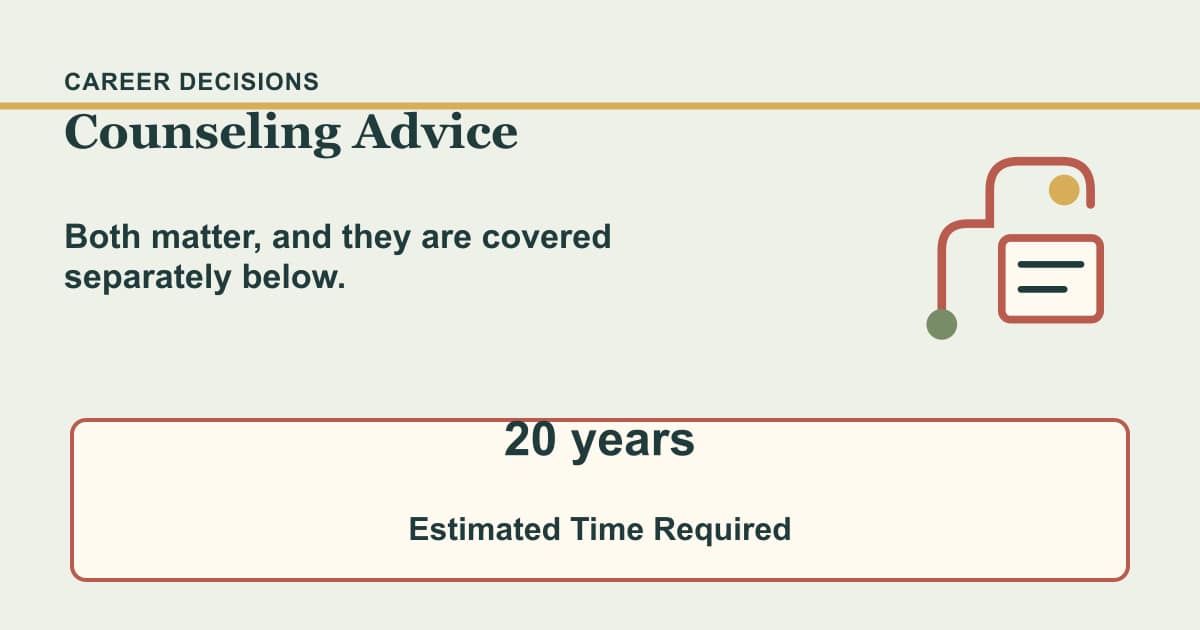 CAREER DECISIONS
Counseling Advice
Both matter, and they are covered
separately below.
20 years
Estimated Time Required